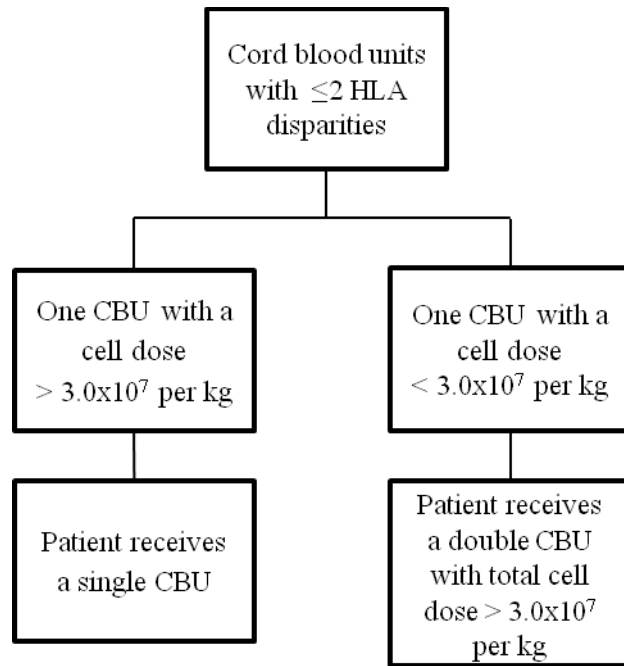 Cord blood units
with ≤2 HLA
disparities
One CBU with a
cell dose
> 3.0x10⁷ per kg
One CBU with a
cell dose
< 3.0x10⁷ per kg
Patient receives
a single CBU
Patient receives
a double CBU
with total cell
dose > 3.0x10⁷
per kg